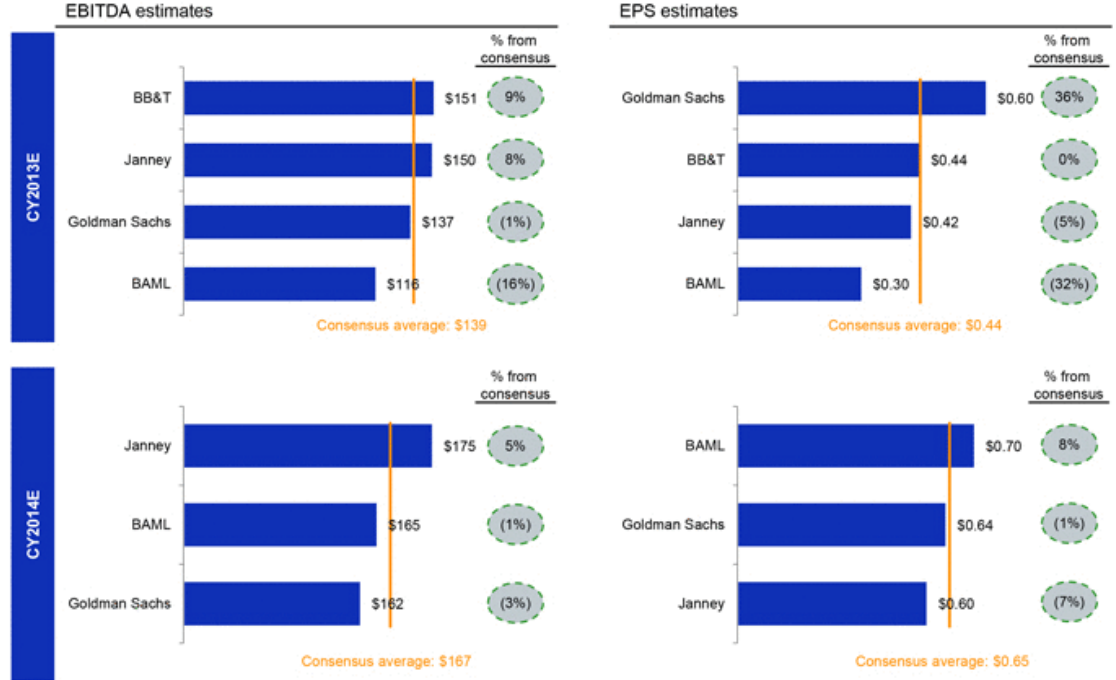 EBITDA estimates
EPS estimates
CY2013E
% from
consensus
BB&T $151 9%
Janney $150 8%
Goldman Sachs $137 (1%)
BAML $116 (16%)
Consensus average: $139
% from
consensus
Goldman Sachs $0.60 36%
BB&T $0.44 0%
Janney $0.42 (5%)
BAML $0.30 (32%)
Consensus average: $0.44
CY2014E
% from
consensus
Janney $175 5%
BAML $165 (1%)
Goldman Sachs $162 (3%)
Consensus average: $167
% from
consensus
BAML $0.70 8%
Goldman Sachs $0.64 (1%)
Janney $0.60 (7%)
Consensus average: $0.65